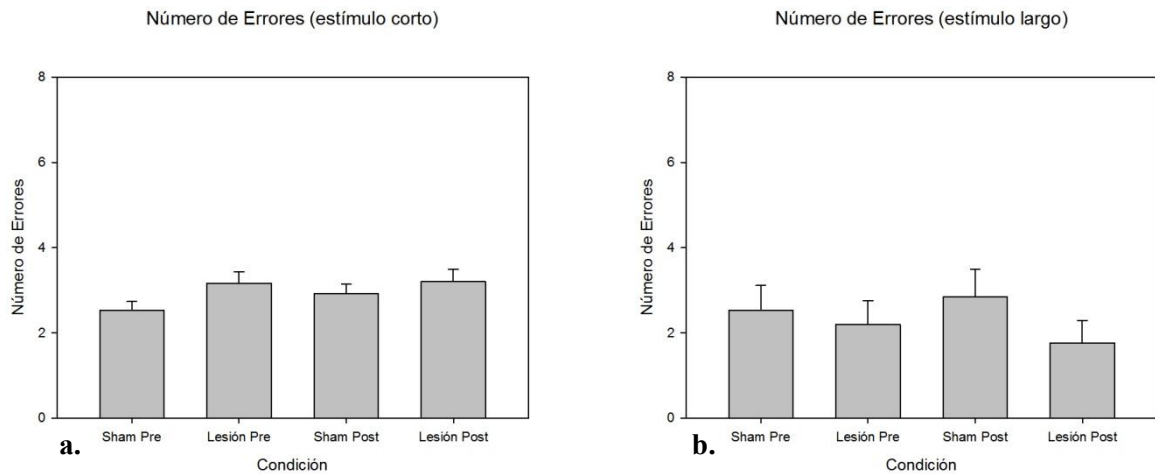 Número de Errores (estímulo corto)
8
6
4
2
0
Número de Errores
Sham Pre Lesión Pre Sham Post Lesión Post
a.
Condición
Número de Errores (estímulo largo)
8
6
4
2
0
Número de Errores
Sham Pre Lesión Pre Sham Post Lesión Post
b.
Condición